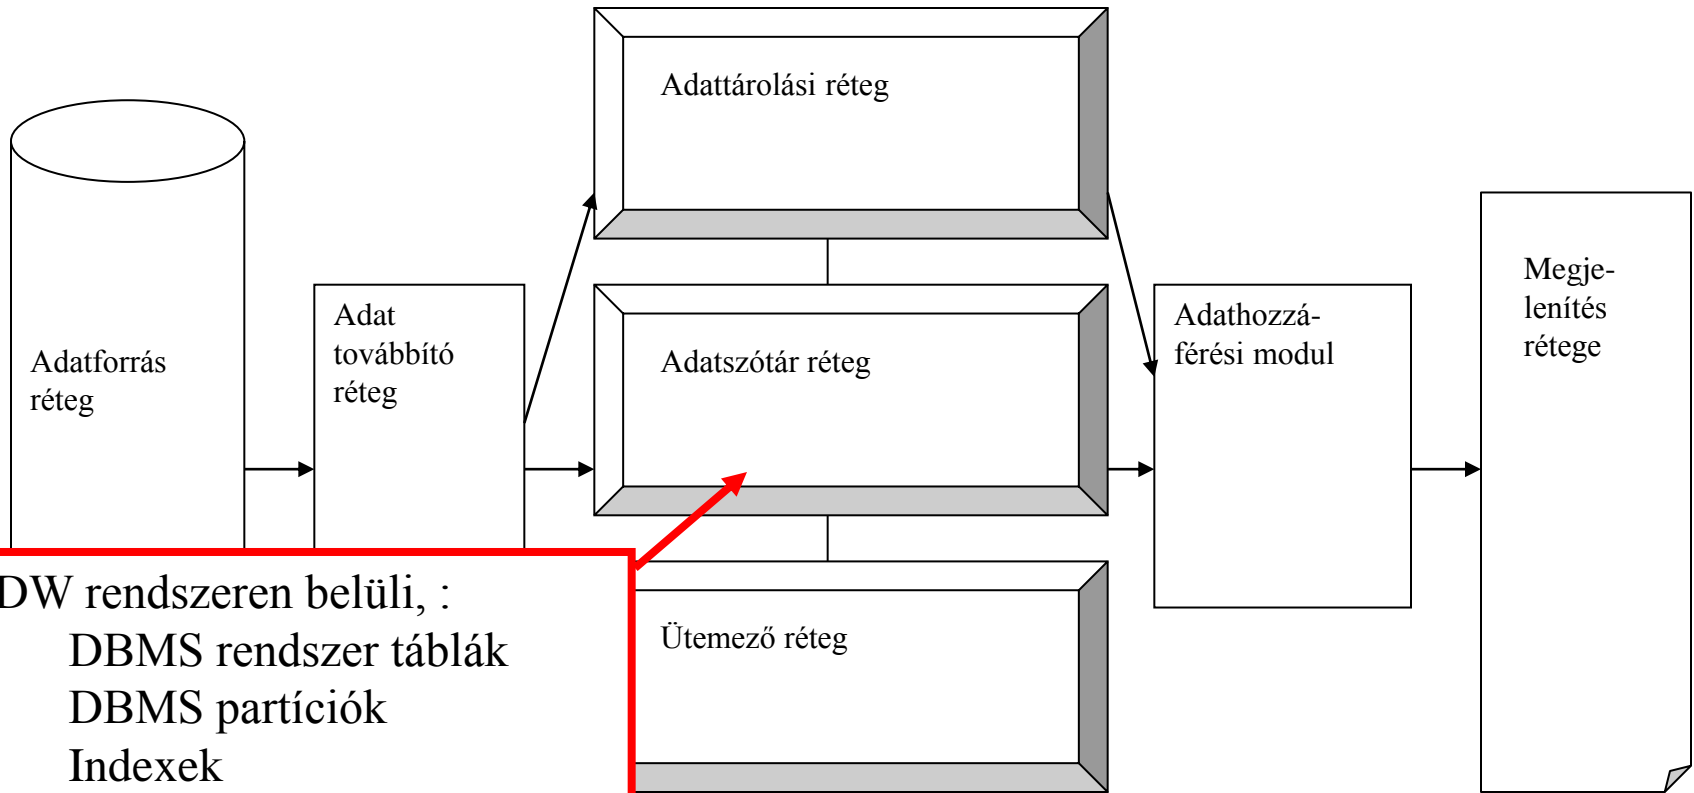 Adattárolási réteg
Adatforrás
réteg
Adat
továbbító
réteg
Adatszótár réteg
Adathozzá-
férési modul
Megje-
lenítés
rétege
Ütemező réteg
DW rendszeren belüli, :
DBMS rendszer táblák
DBMS partíciók
Indexek